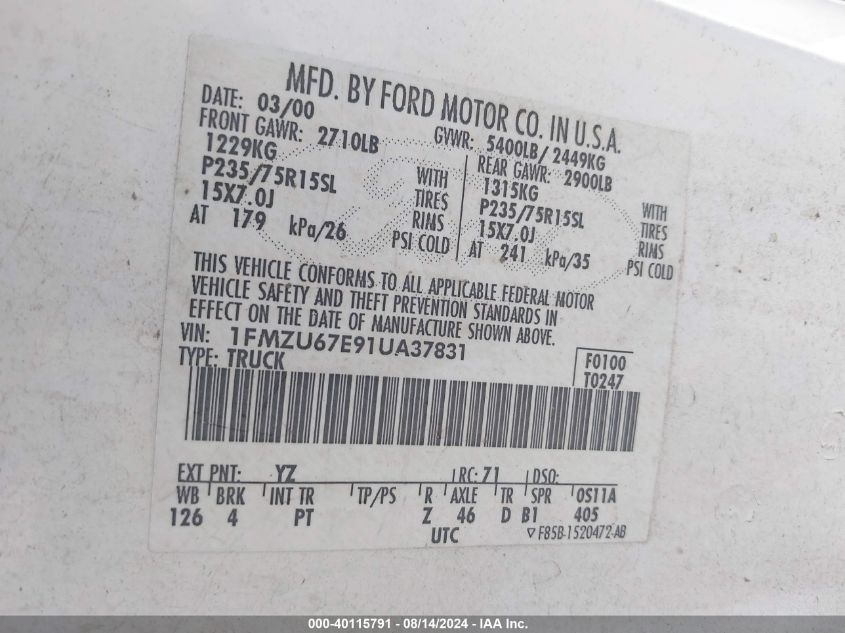 MFD. BY FORD MOTOR CO. IN U.S.A.
DATE: 03/00 GVWR: 5400LB/ 2449KG
FRONT GAWR: 2710LB REAR GAWR: 2900LB
1229KG WITH 1315KG WITH
P235/75R15SL TIRES P235/75R15SL TIRES
15X7.0J RIMS 15X7.0J RIMS
AT 179 kPa/26 PSI COLD AT 241 kPa/35 PSI COLD
THIS VEHICLE CONFORMS TO ALL APPLICABLE FEDERAL MOTOR
VEHICLE SAFETY AND THEFT PREVENTION STANDARDS IN
EFFECT ON THE DATE OF MANUFACTURE SHOWN ABOVE.
VIN: 1FMZU67E91UA37831
TYPE: TRUCK F0100
T0247
EXT PNT: YZ RC: 71 DSO:
WB BRK INT TR TP/PS R AXLE TR SPR OS11A
126 4 PT Z 46 D B1 405
UTC ▽ F85B-1520472-AB
000-40115791 - 08/14/2024 - IAA Inc.